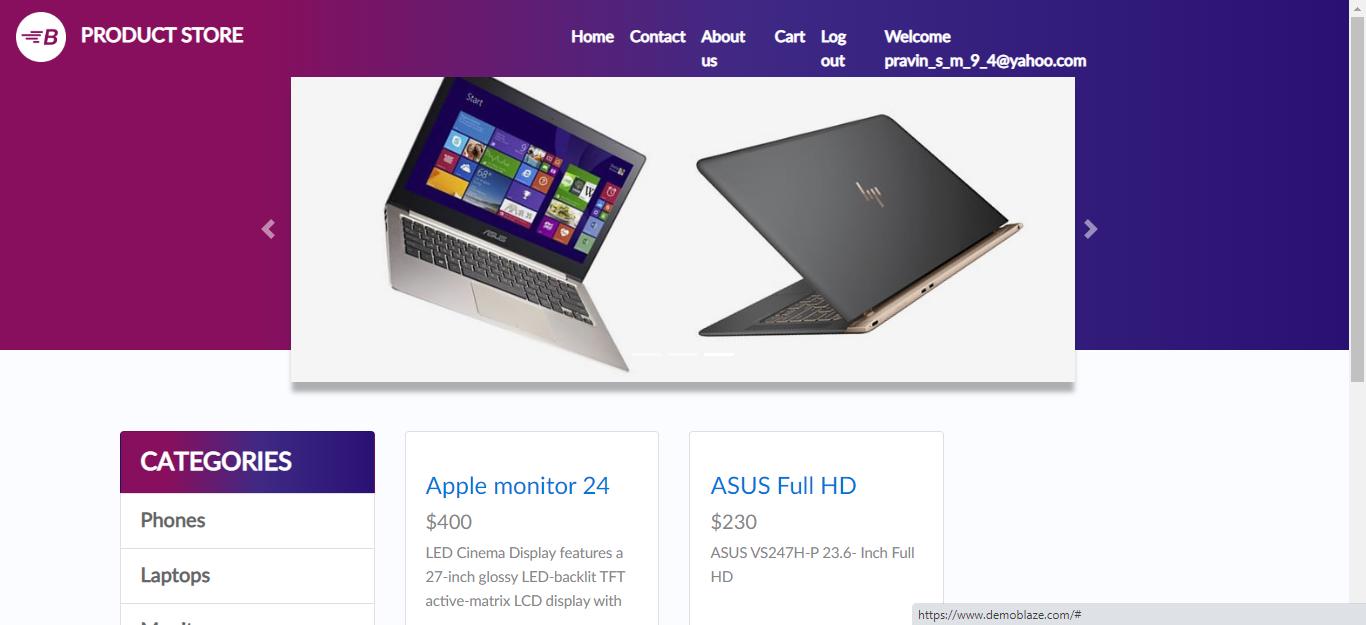 B PRODUCT STORE
Home Contact About us Cart Log out Welcome pravin_s_m_9_4@yahoo.com
Start
ASUS
hp
CATEGORIES
Phones
Laptops
Apple monitor 24
$400
LED Cinema Display features a
27-inch glossy LED-backlit TFT
active-matrix LCD display with
ASUS Full HD
$230
ASUS VS247H-P 23.6- Inch Full
HD
https://www.demoblaze.com/#